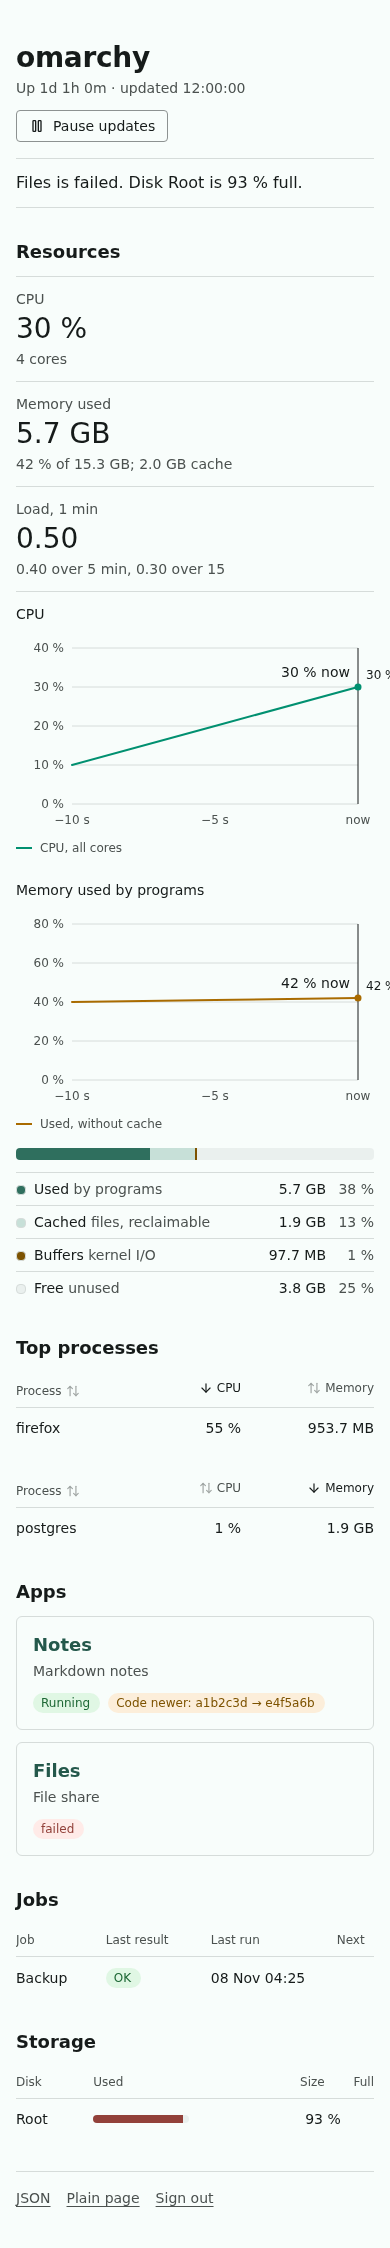 omarchy
Up 1d 1h 0m · updated 12:00:00
Pause updates
Files is failed. Disk Root is 93 % full.
Resources
CPU
30 %
4 cores
Memory used
5.7 GB
42 % of 15.3 GB; 2.0 GB cache
Load, 1 min
0.50
0.40 over 5 min, 0.30 over 15
CPU
40 %
30 % now 30 %
30 %
20 %
10 %
0 %
−10 s −5 s now
CPU, all cores
Memory used by programs
80 %
60 %
42 % now 42 %
40 %
20 %
0 %
−10 s −5 s now
Used, without cache
Used by programs 5.7 GB 38 %
Cached files, reclaimable 1.9 GB 13 %
Buffers kernel I/O 97.7 MB 1 %
Free unused 3.8 GB 25 %
Top processes
Process CPU Memory
firefox 55 % 953.7 MB
Process CPU Memory
postgres 1 % 1.9 GB
Apps
Notes
Markdown notes
Running Code newer: a1b2c3d → e4f5a6b
Files
File share
failed
Jobs
Job Last result Last run Next
Backup OK 08 Nov 04:25
Storage
Disk Used Size Full
Root 93 %
JSON Plain page Sign out